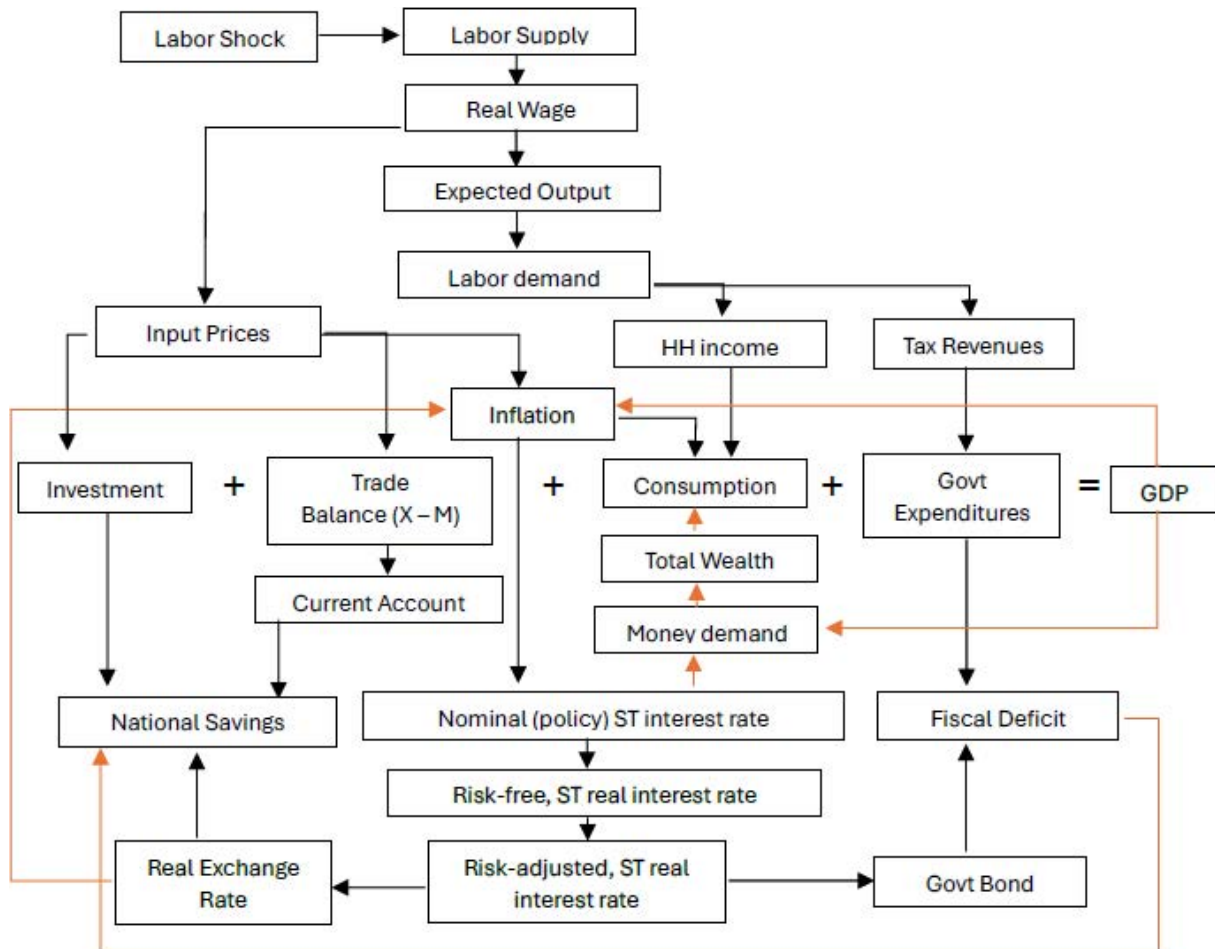 Labor Shock
Labor Supply
Real Wage
Expected Output
Labor demand
Input Prices
HH income
Tax Revenues
Inflation
Investment
+
Trade
Balance (X – M)
+
Consumption
+
Govt
Expenditures
=
GDP
Total Wealth
Current Account
Money demand
National Savings
Nominal (policy) ST interest rate
Fiscal Deficit
Risk-free, ST real interest rate
Real Exchange
Rate
Risk-adjusted, ST real
interest rate
Govt Bond